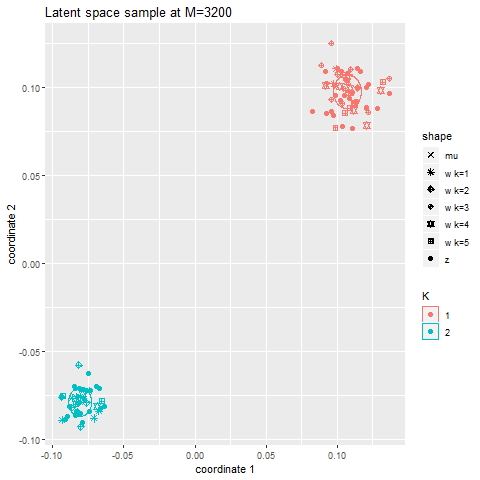 Latent space sample at M=3200
0.10
0.05
0.00
-0.05
-0.10
coordinate 2
-0.10
-0.05
0.00
0.05
0.10
coordinate 1
shape
mu
w k=1
w k=2
w k=3
w k=4
w k=5
z
K
1
2